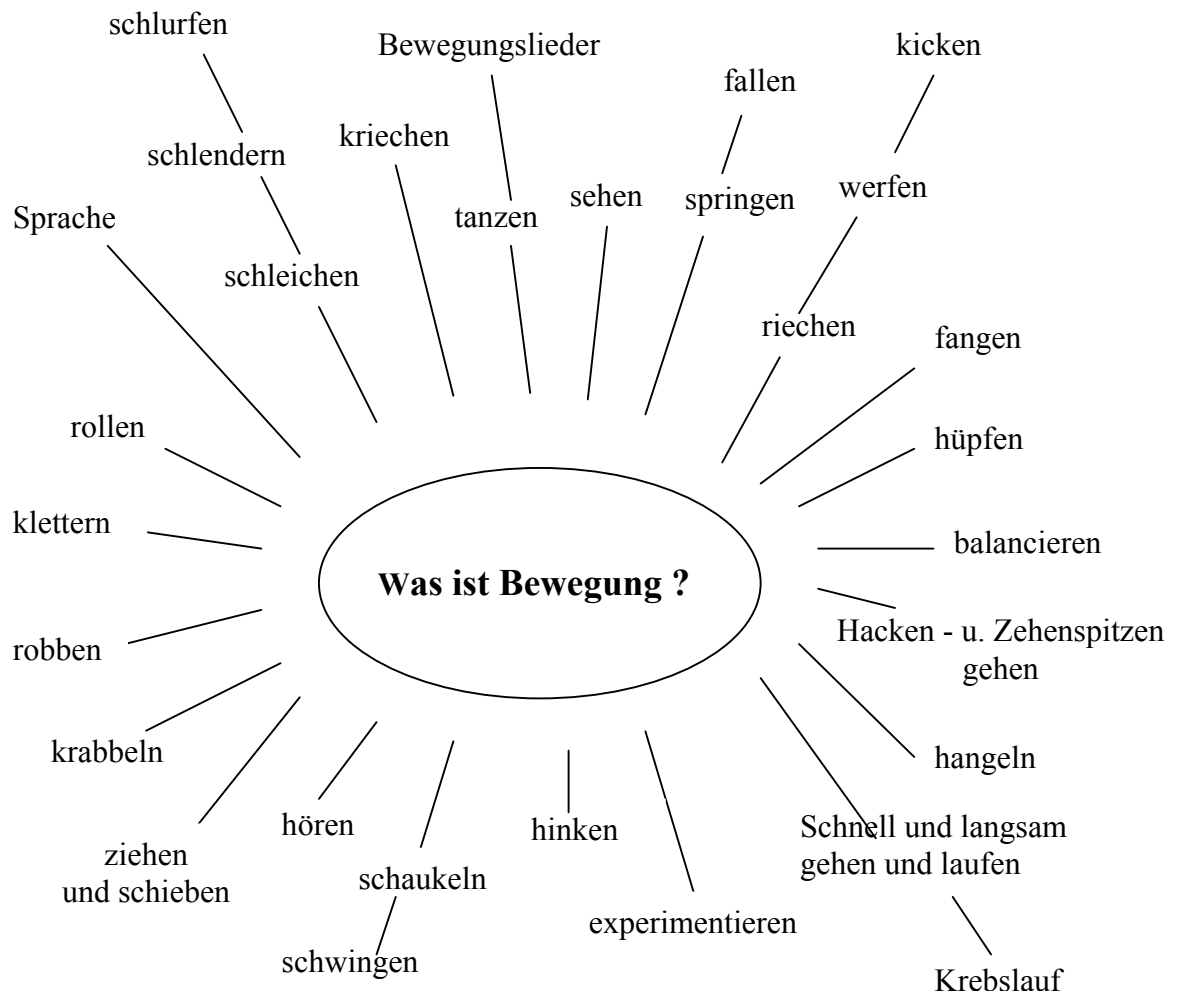 schlurfen
Bewegungslieder
kicken
fallen
kriechen
schlendern
werfen
sehen
springen
Sprache
tanzen
schleichen
riechen
fangen
rollen
hüpfen
klettern
balancieren
Was ist Bewegung ?
Hacken - u. Zehenspitzen
gehen
robben
krabbeln
hangeln
hören
hinken
Schnell und langsam
gehen und laufen
ziehen
und schieben
schaukeln
experimentieren
schwingen
Krebslauf